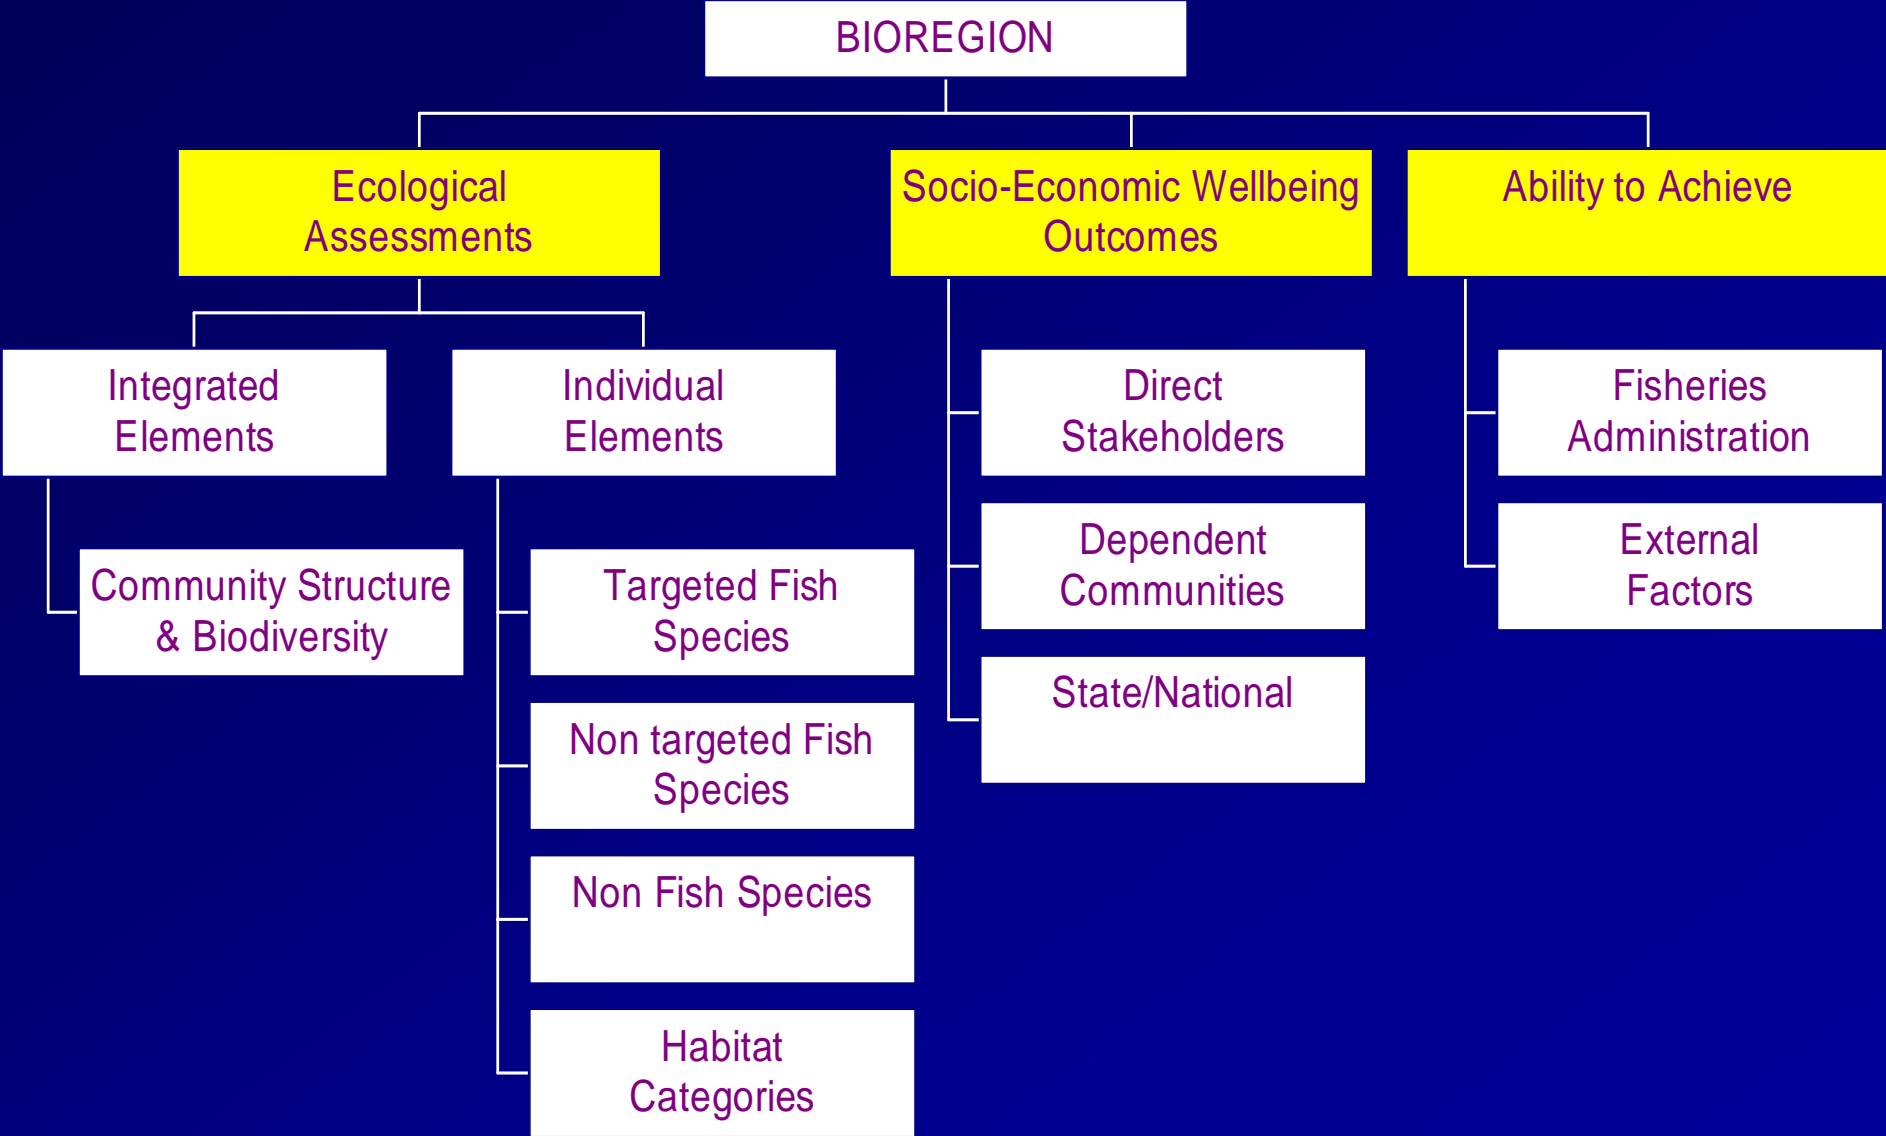 BIOREGION
Ecological
Assessments
Socio-Economic Wellbeing
Outcomes
Ability to Achieve
Integrated
Elements
Individual
Elements
Direct
Stakeholders
Fisheries
Administration
Dependent
Communities
External
Factors
Community Structure
& Biodiversity
Targeted Fish
Species
State/National
Non targeted Fish
Species
Non Fish Species
Habitat
Categories